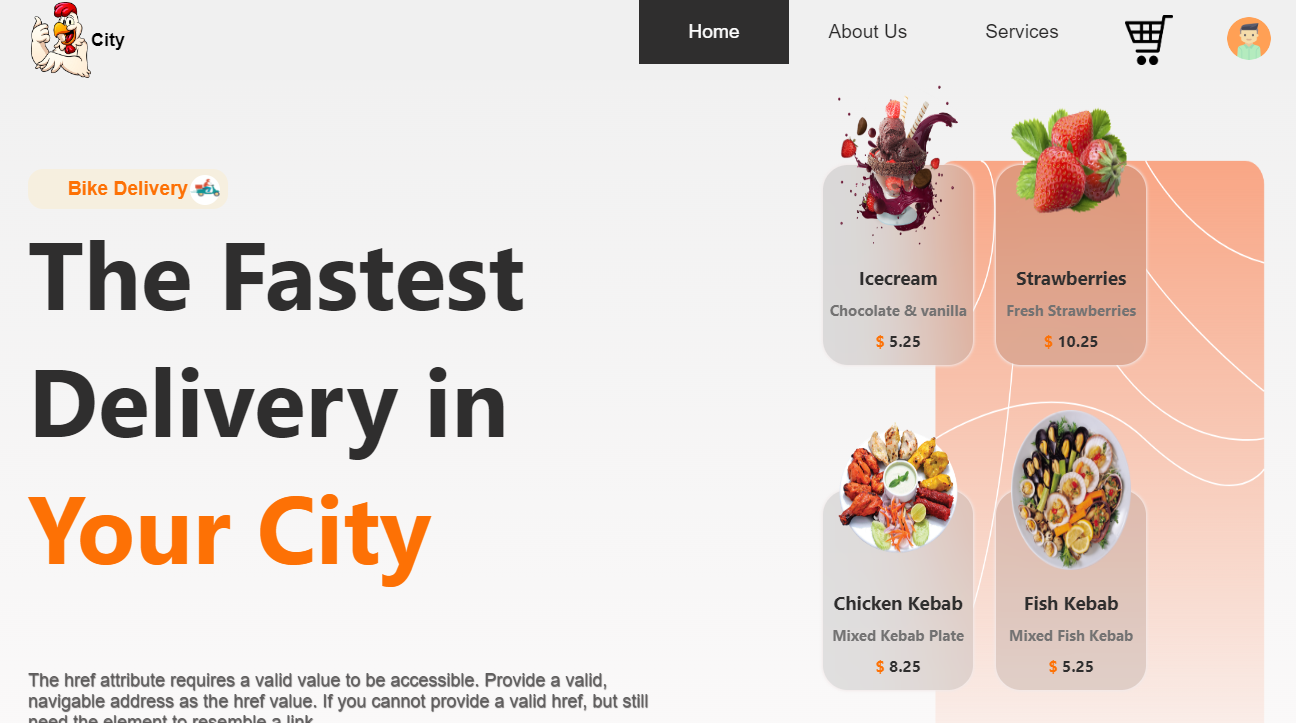 City
Home
About Us
Services
Bike Delivery
The Fastest
Delivery in
Your City
The href attribute requires a valid value to be accessible. Provide a valid,
navigable address as the href value. If you cannot provide a valid href, but still
need the element to resemble a link
Icecream
Chocolate & vanilla
$ 5.25
Strawberries
Fresh Strawberries
$ 10.25
Chicken Kebab
Mixed Kebab Plate
$ 8.25
Fish Kebab
Mixed Fish Kebab
$ 5.25